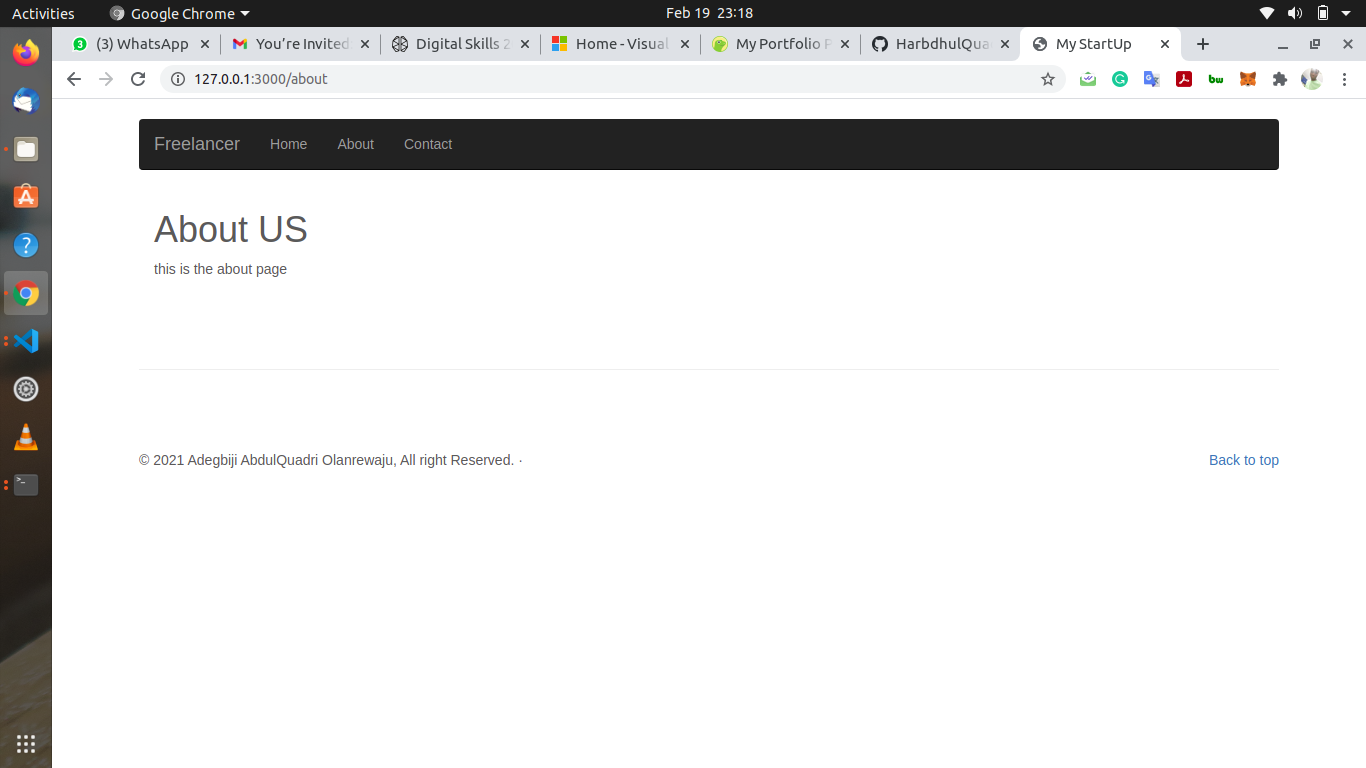 Activities
Google Chrome
Feb 19 23:18
3
(3) WhatsApp
You’re Invited
Digital Skills 2
Home - Visual
My Portfolio P
HarbdhulQua
My StartUp
127.0.0.1:3000/about
bw
Freelancer
Home
About
Contact
About US
this is the about page
© 2021 Adegbiji AbdulQuadri Olanrewaju, All right Reserved. ·
Back to top